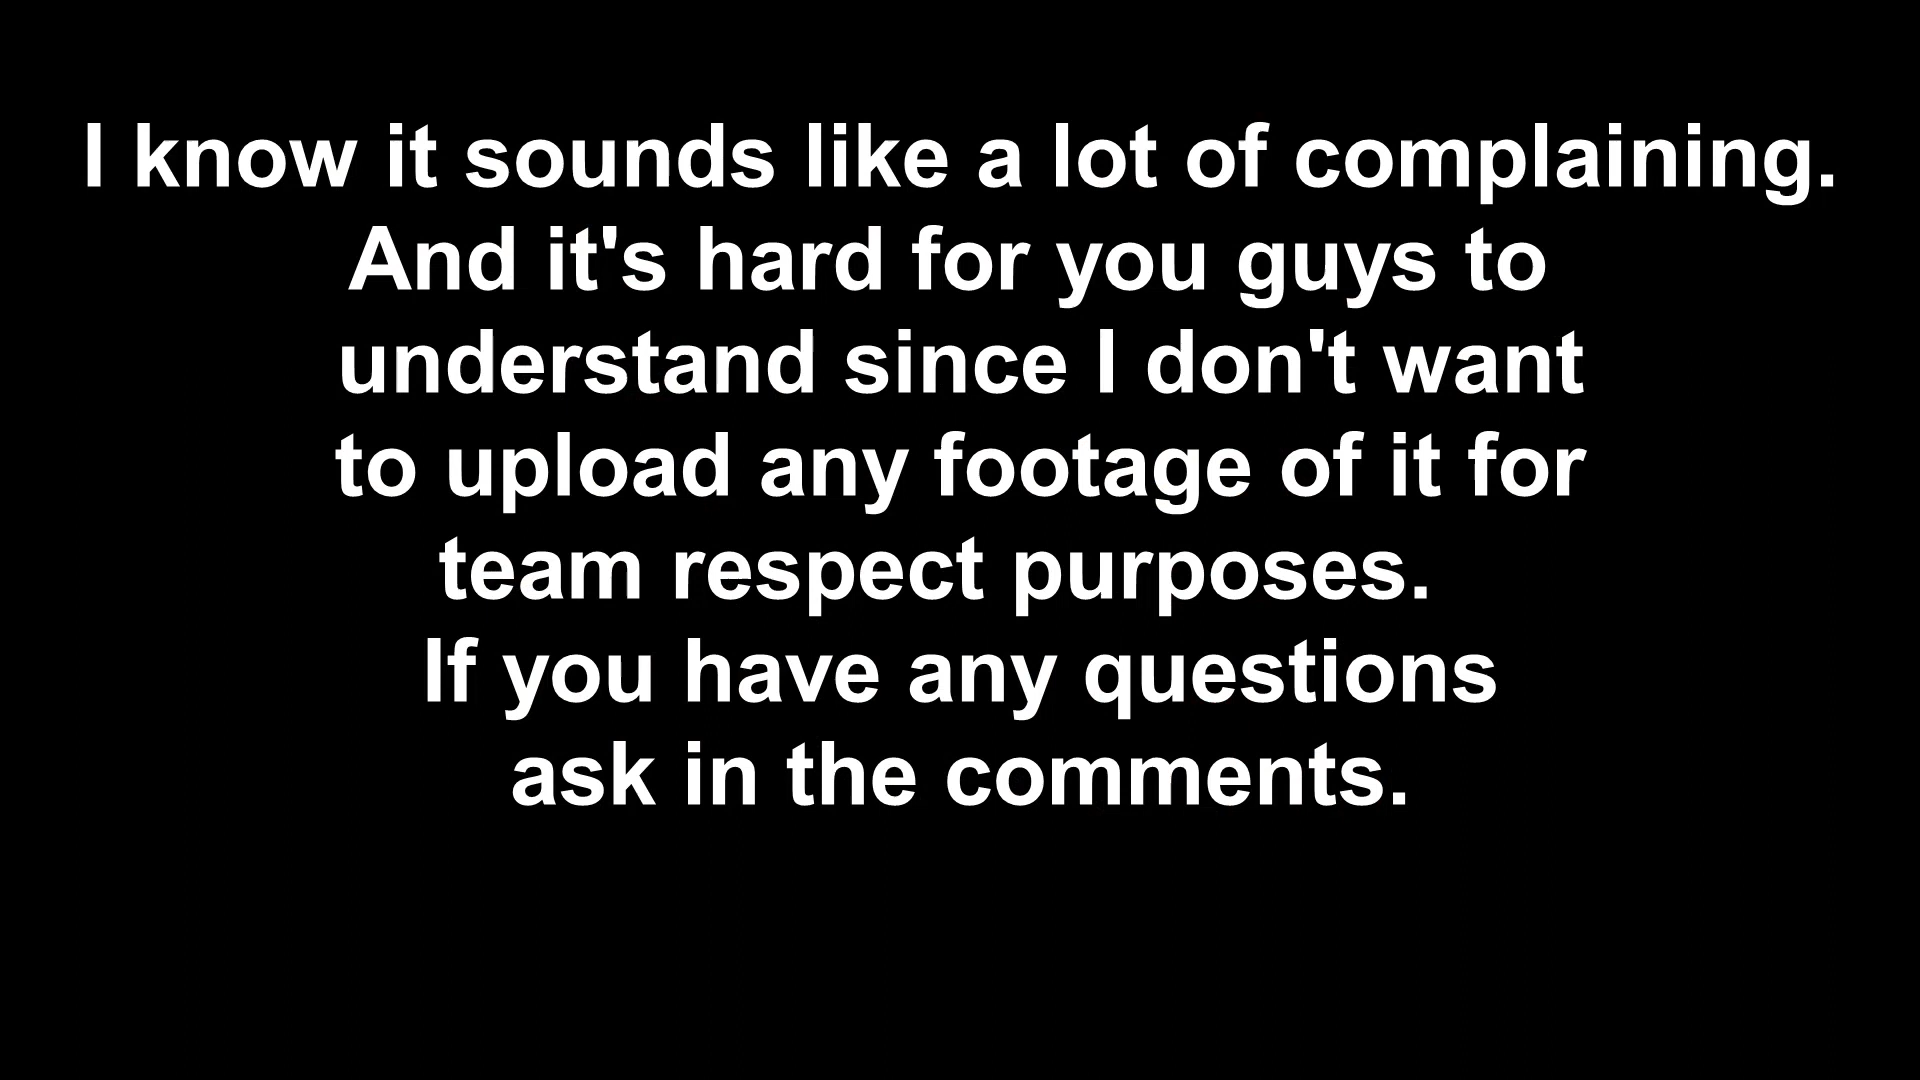 I know it sounds like a lot of complaining.
And it's hard for you guys to
understand since I don't want
to upload any footage of it for
team respect purposes.
If you have any questions
ask in the comments.